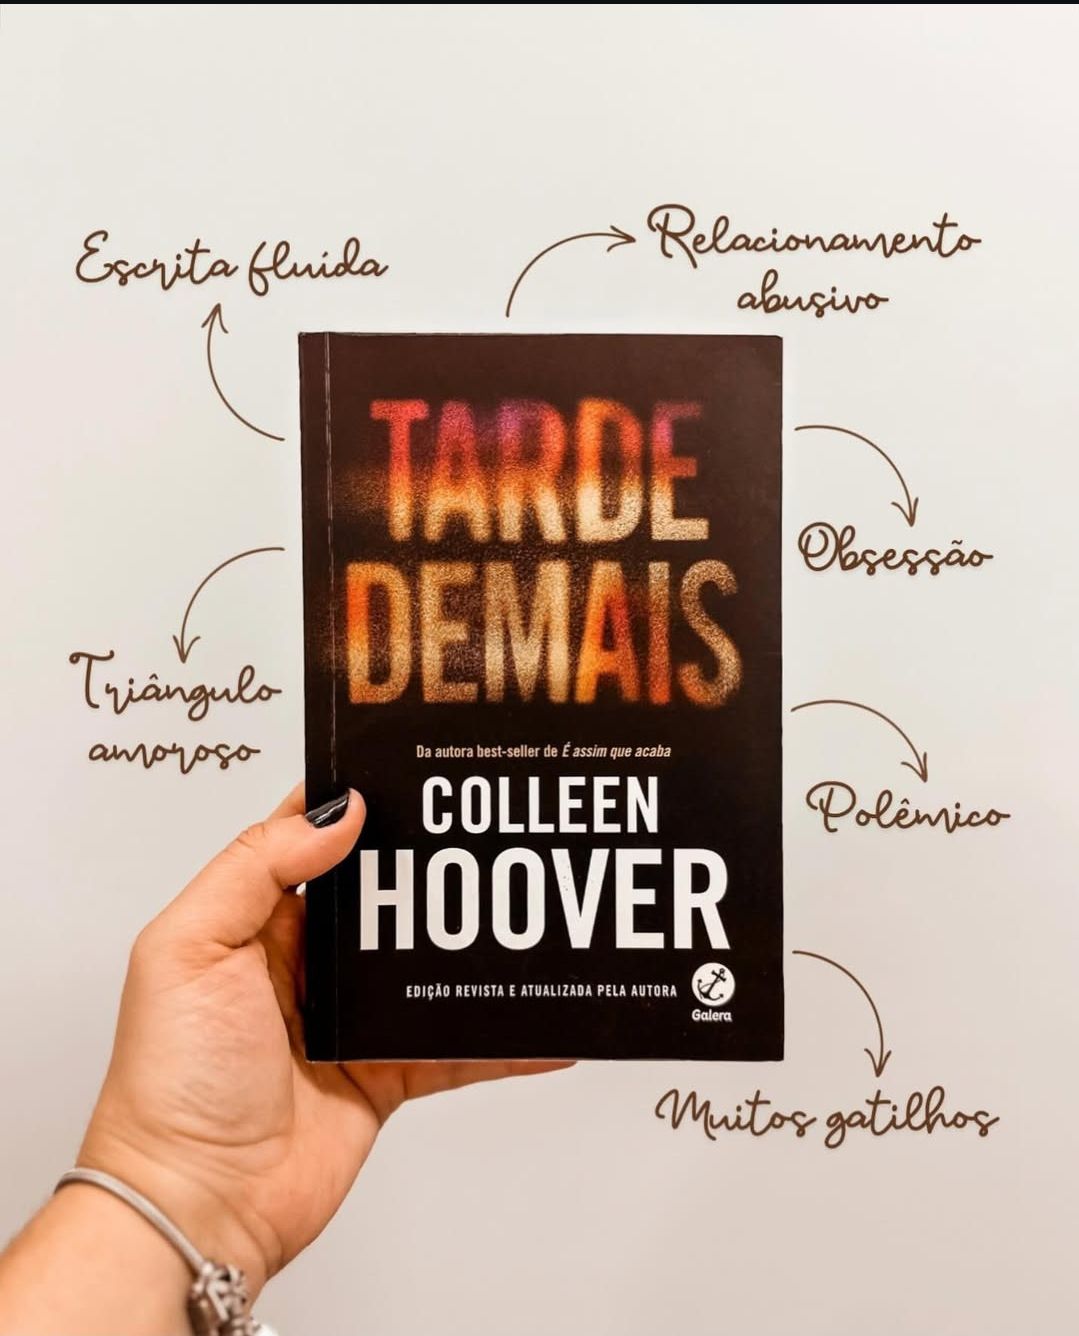 Escrita fluída
Relacionamento
abusivo
TARDE
DEMAIS
Obsessão
Triângulo
amoroso
Da autora best-seller de É assim que acaba
COLLEEN
HOOVER
Polêmico
EDIÇÃO REVISTA E ATUALIZADA PELA AUTORA
Galera
Muitos gatilhos